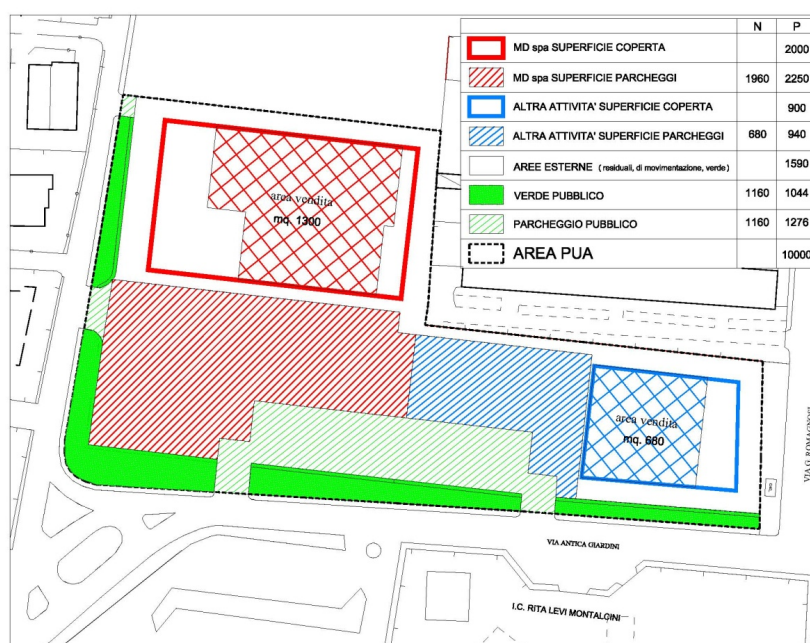 N P
MD spa SUPERFICIE COPERTA 2000
MD spa SUPERFICIE PARCHEGGI 1960 2250
ALTRA ATTIVITA' SUPERFICIE COPERTA 900
ALTRA ATTIVITA' SUPERFICIE PARCHEGGI 680 940
AREE ESTERNE ( residuali, di movimentazione, verde) 1590
VERDE PUBBLICO 1160 1044
PARCHEGGIO PUBBLICO 1160 1276
AREA PUA 10000
area vendita
mq. 1300
area vendita
mq. 680
VIA G. ROMAGNOSI
VIA ANTICA GIARDINI
I.C. RITA LEVI MONTALCINI